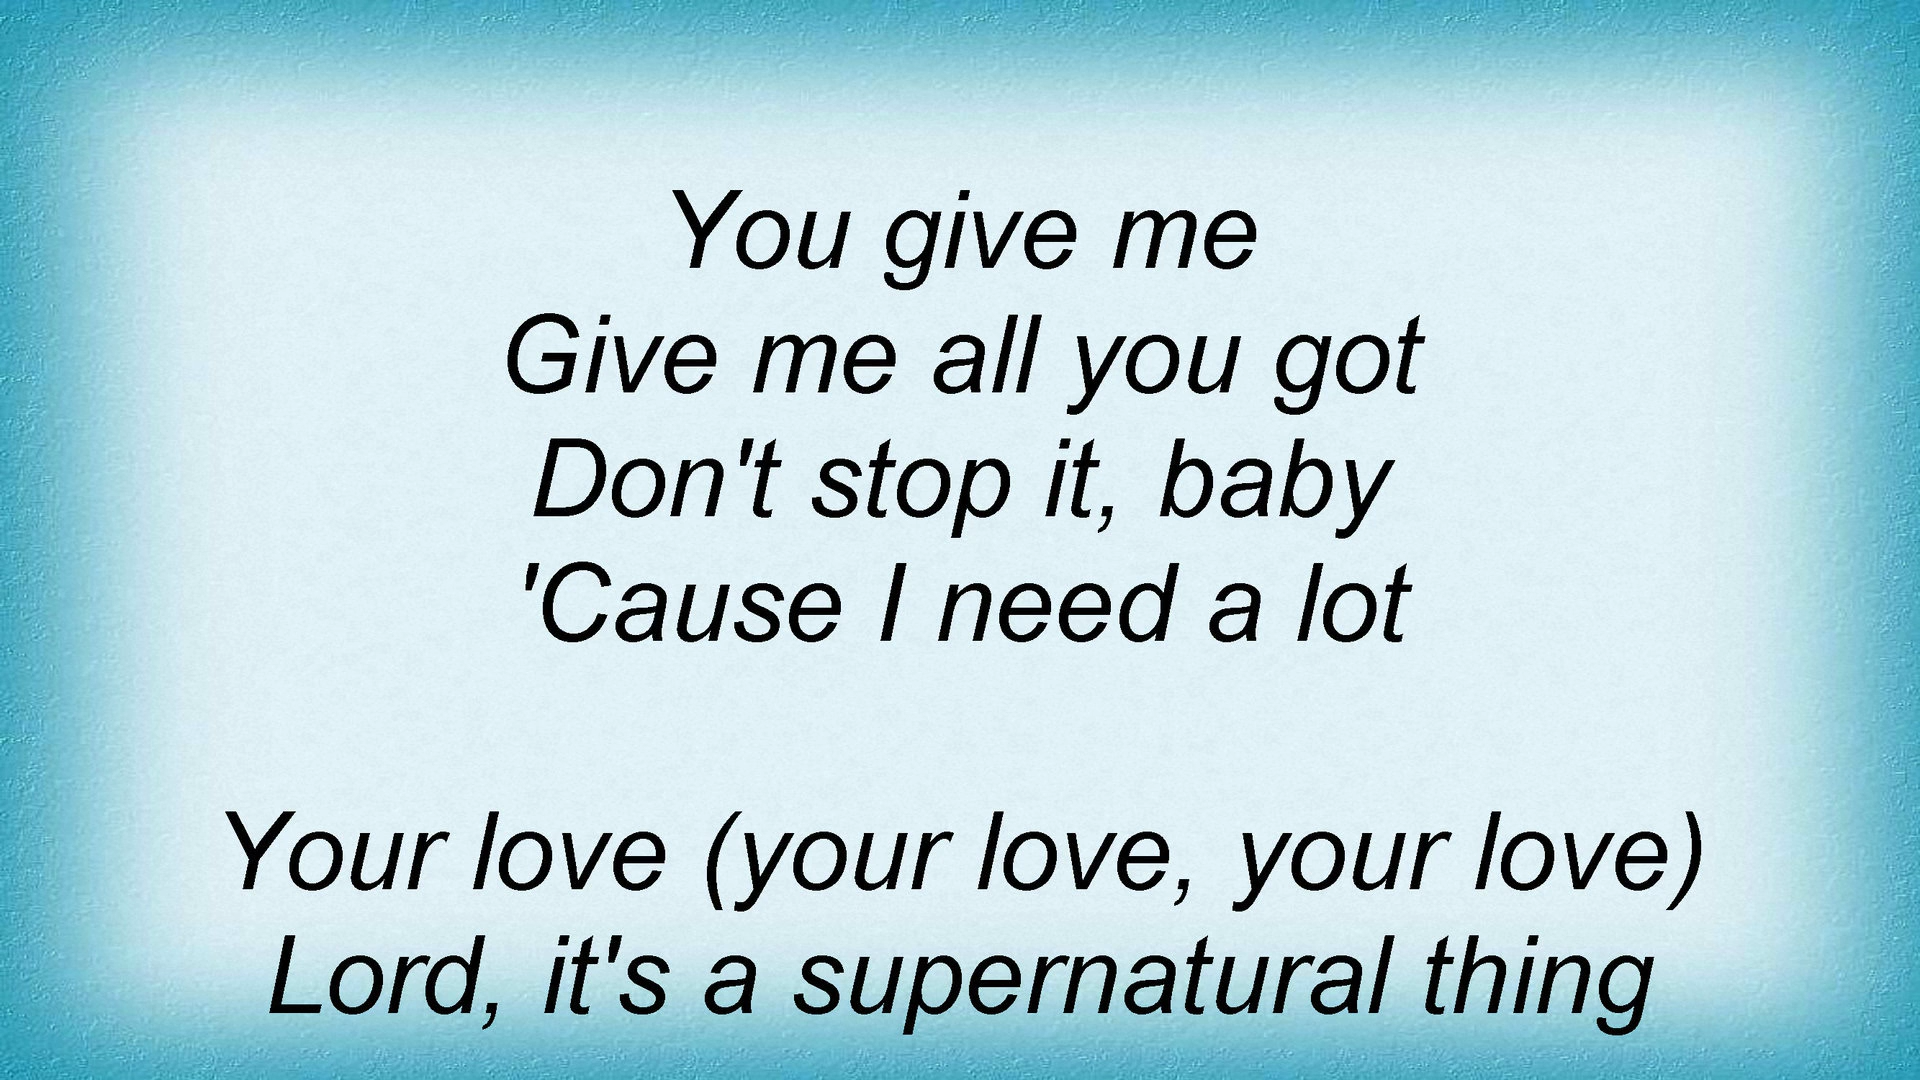 You give me
Give me all you got
Don't stop it, baby
'Cause I need a lot
Your love (your love, your love)
Lord, it's a supernatural thing